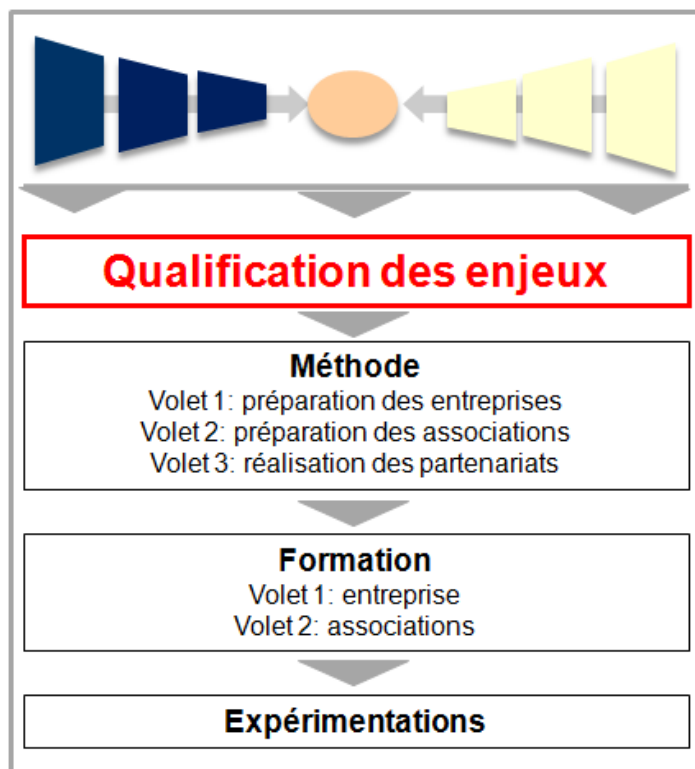 Qualification des enjeux
Méthode
Volet 1: préparation des entreprises
Volet 2: préparation des associations
Volet 3: réalisation des partenariats
Formation
Volet 1: entreprise
Volet 2: associations
Expérimentations